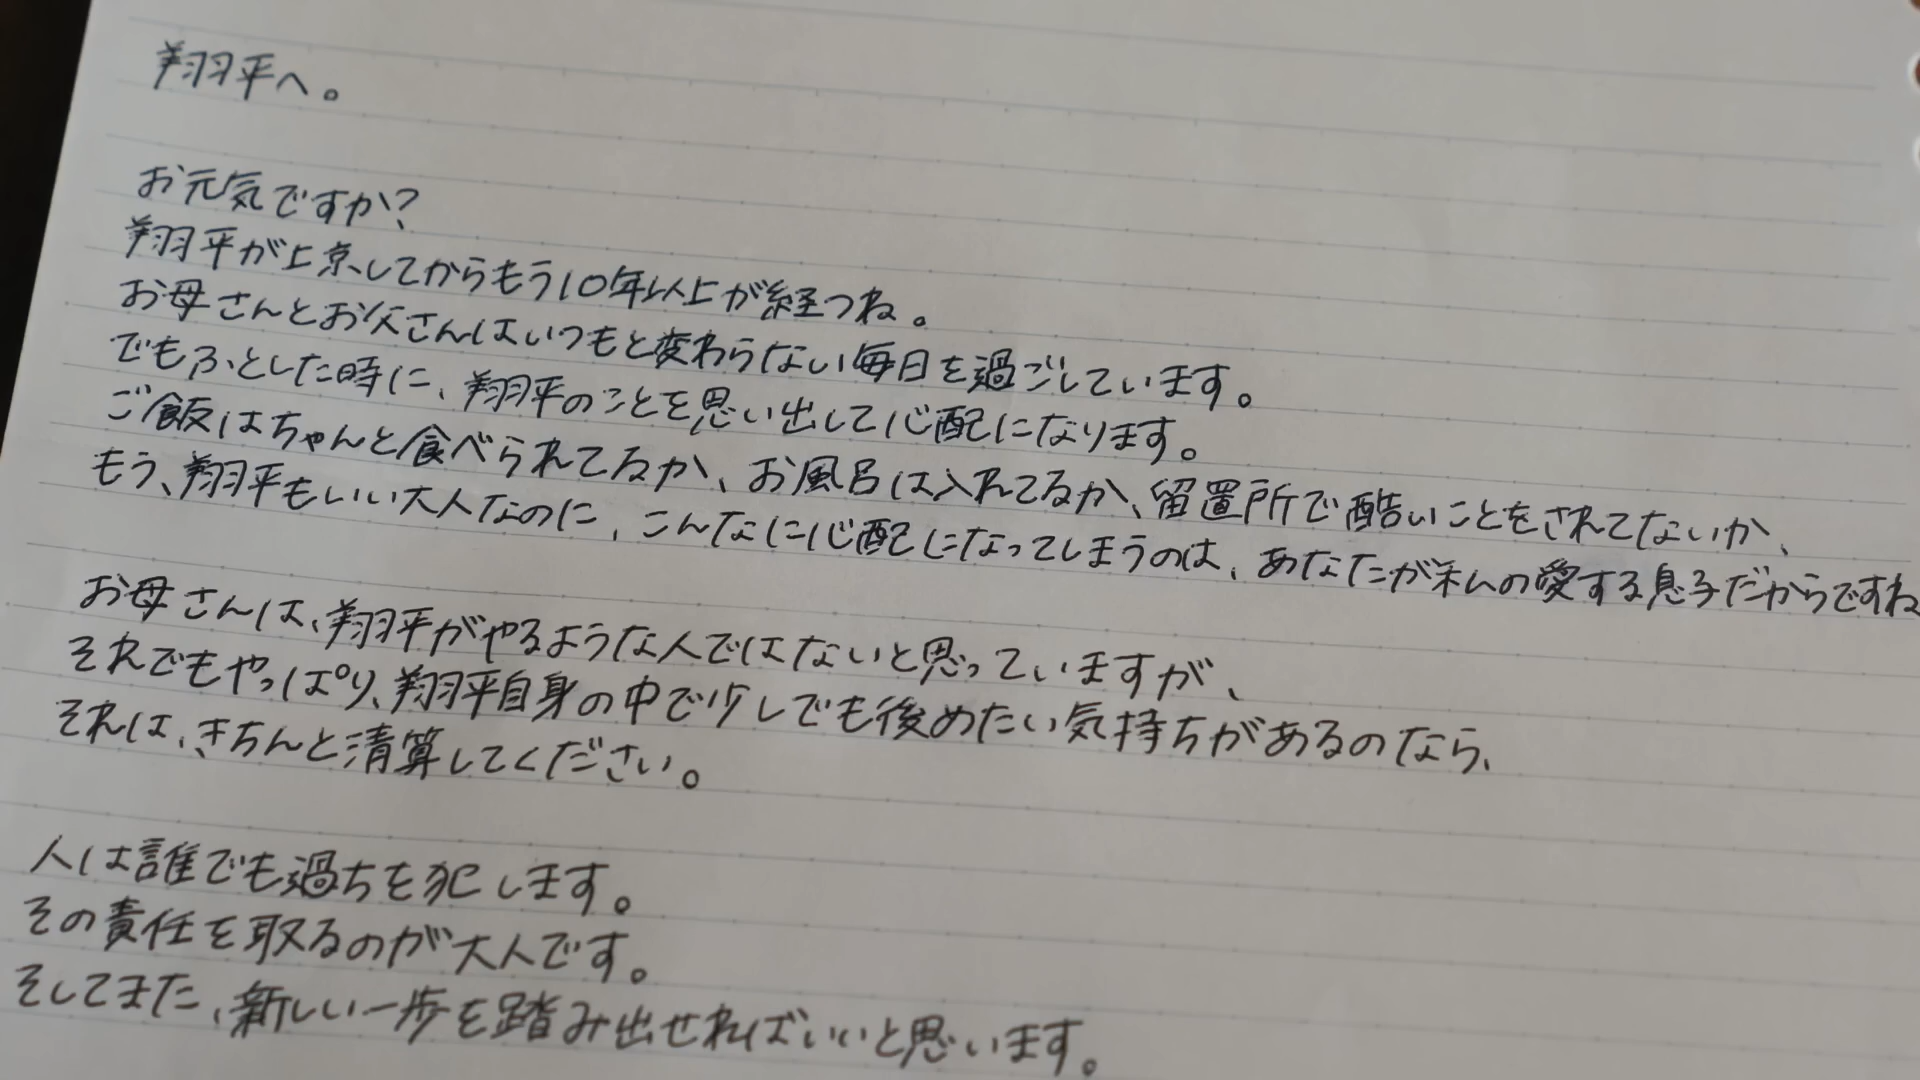 翔平へ。
お元気ですか?
翔平が上京してからもう10年以上が経つね。
お母さんとお父さんはいつもと変わらない毎日を過ごしています。
でもふとした時に、翔平のことを思い出して心配になります。
ご飯はちゃんと食べられてるか、お風呂は入れてるか、留置所で酷いことをされてないか、
もう、翔平もいい大人なのに、こんなに心配になってしまうのは、あなたが私の愛する息子だからですね
お母さんは、翔平がやるような人ではないと思っていますが、
それでもやっぱり、翔平自身の中で少しでも後めたい気持ちがあるのなら、
それは、きちんと清算してください。
人は誰でも過ちを犯します。
その責任を取るのが大人です。
そしてまた、新しい一歩を踏み出せればいいと思います。